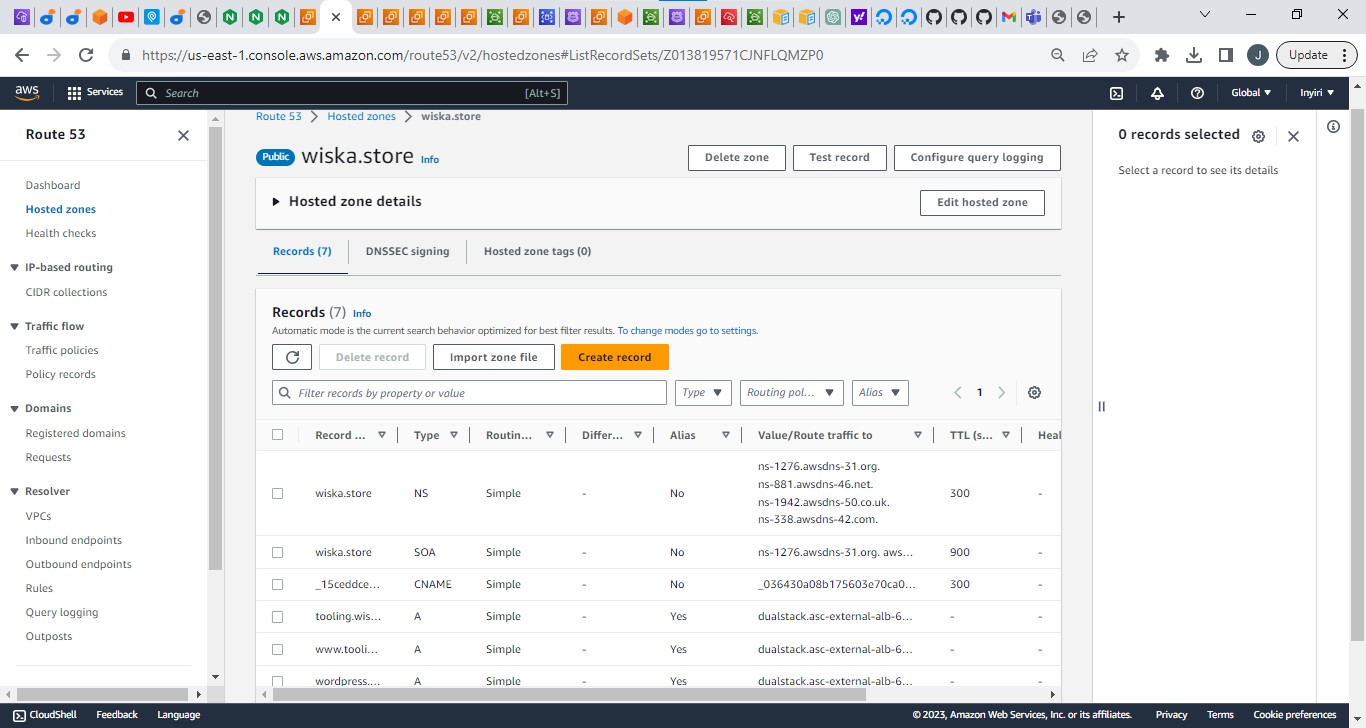 https://us-east-1.console.aws.amazon.com/route53/v2/hostedzones#ListRecordSets/Z013819571CJNFLQMZP0
J
Update
aws
Services
Search
[Alt+S]
Global
Inyiri
Route 53
Dashboard
Hosted zones
Health checks
IP-based routing
CIDR collections
Traffic flow
Traffic policies
Policy records
Domains
Registered domains
Requests
Resolver
VPCs
Inbound endpoints
Outbound endpoints
Rules
Query logging
Outposts
Route 53
Hosted zones
wiska.store
Public
wiska.store
Info
Delete zone
Test record
Configure query logging
Hosted zone details
Edit hosted zone
Records (7)
DNSSEC signing
Hosted zone tags (0)
Records (7)
Info
Automatic mode is the current search behavior optimized for best filter results. To change modes go to settings.
Delete record
Import zone file
Create record
Filter records by property or value
Type
Routing pol...
Alias
1
Record ...
Type
Routin...
Differ...
Alias
Value/Route traffic to
TTL (s...
Heal
wiska.store
NS
Simple
-
No
ns-1276.awsdns-31.org.
ns-881.awsdns-46.net.
ns-1942.awsdns-50.co.uk.
ns-338.awsdns-42.com.
300
-
wiska.store
SOA
Simple
-
No
ns-1276.awsdns-31.org. aws...
900
-
_15ceddce...
CNAME
Simple
-
No
_036430a08b175603e70ca0...
300
-
tooling.wis...
A
Simple
-
Yes
dualstack.asc-external-alb-6...
-
-
www.tooli...
A
Simple
-
Yes
dualstack.asc-external-alb-6...
-
-
wordpress....
A
Simple
-
Yes
dualstack.asc-external-alb-6...
-
-
0 records selected
Select a record to see its details
CloudShell
Feedback
Language
© 2023, Amazon Web Services, Inc. or its affiliates.
Privacy
Terms
Cookie preferences